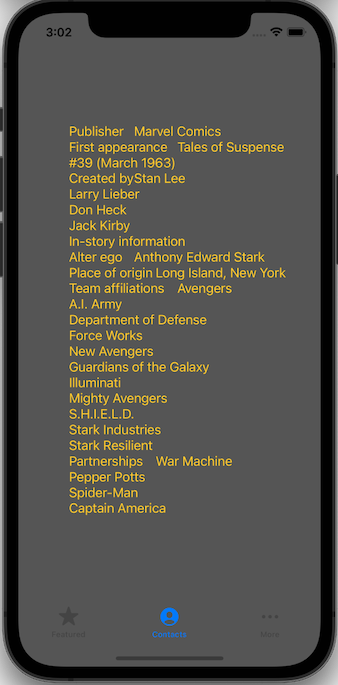 3:02
Publisher Marvel Comics
First appearance Tales of Suspense
#39 (March 1963)
Created byStan Lee
Larry Lieber
Don Heck
Jack Kirby
In-story information
Alter ego Anthony Edward Stark
Place of origin Long Island, New York
Team affiliations Avengers
A.I. Army
Department of Defense
Force Works
New Avengers
Guardians of the Galaxy
Illuminati
Mighty Avengers
S.H.I.E.L.D.
Stark Industries
Stark Resilient
Partnerships War Machine
Pepper Potts
Spider-Man
Captain America
Featured Contacts More